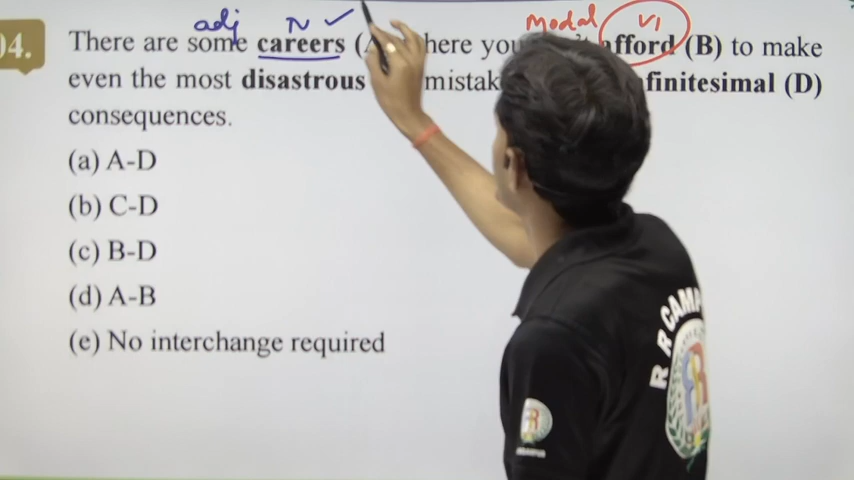 adj N ✓ Modal V1
04. There are some careers (A) where you afford (B) to make
even the most disastrous mistak finitesimal (D)
consequences.
(a) A-D
(b) C-D
(c) B-D
(d) A-B
(e) No interchange required
R R CAMP